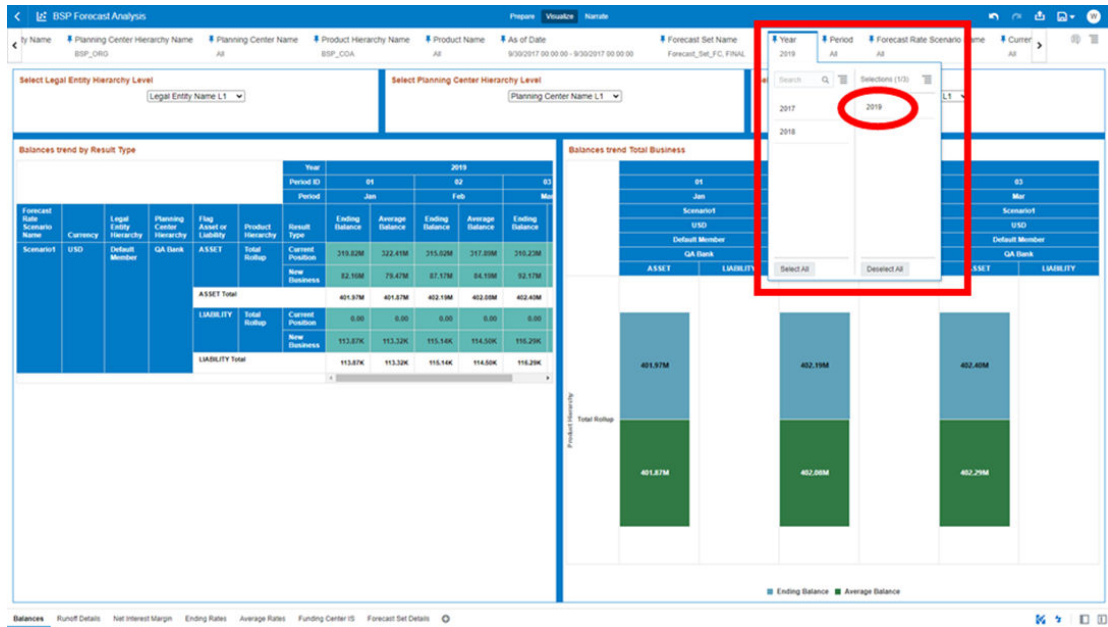 BSP Forecast Analysis
Prepare Visualize Narrate
W
ty Name
Planning Center Hierarchy Name
BSP_ORG
Planning Center Name
All
Product Hierarchy Name
BSP_COA
Product Name
All
As of Date
9/30/2017 00:00:00 - 9/30/2017 00:00:00
Forecast Set Name
Forecast_Set_FC, FINAL
Year
2019
Period
All
Forecast Rate Scenario Name
All
Curren
All
Search
Selections (1/3)
2017
2018
2019
Select All
Deselect All
Select Legal Entity Hierarchy Level
Legal Entity Name L1
Select Planning Center Hierarchy Level
Planning Center Name L1
L1
Balances trend by Result Type
Year 2019
Period ID 01 02 03
Period Jan Feb Mar
Forecast Rate Scenario Name Currency Legal Entity Hierarchy Planning Center Hierarchy Flag Asset or Liability Product Hierarchy Result Type Ending Balance Average Balance Ending Balance Average Balance Ending Balance
Scenario1 USD Default Member QA Bank ASSET Total Rollup Current Position 319.82M 322.41M 315.02M 317.89M 310.23M
New Business 82.16M 79.47M 87.17M 84.19M 92.17M
ASSET Total 401.97M 401.87M 402.19M 402.08M 402.40M
LIABILITY Total Rollup Current Position 0.00 0.00 0.00 0.00 0.00
New Business 113.87K 113.32K 115.14K 114.50K 116.29K
LIABILITY Total 113.87K 113.32K 115.14K 114.50K 116.29K
Balances trend Total Business
01 03
Jan Mar
Scenario1 Scenario1
USD USD
Default Member Default Member
QA Bank QA Bank
ASSET LIABILITY ASSET LIABILITY
401.97M 402.19M 402.40M
Product Hierarchy
Total Rollup
401.87M 402.08M 402.29M
Ending Balance Average Balance
Balances Runoff Details Net Interest Margin Ending Rates Average Rates Funding Center IS Forecast Set Details